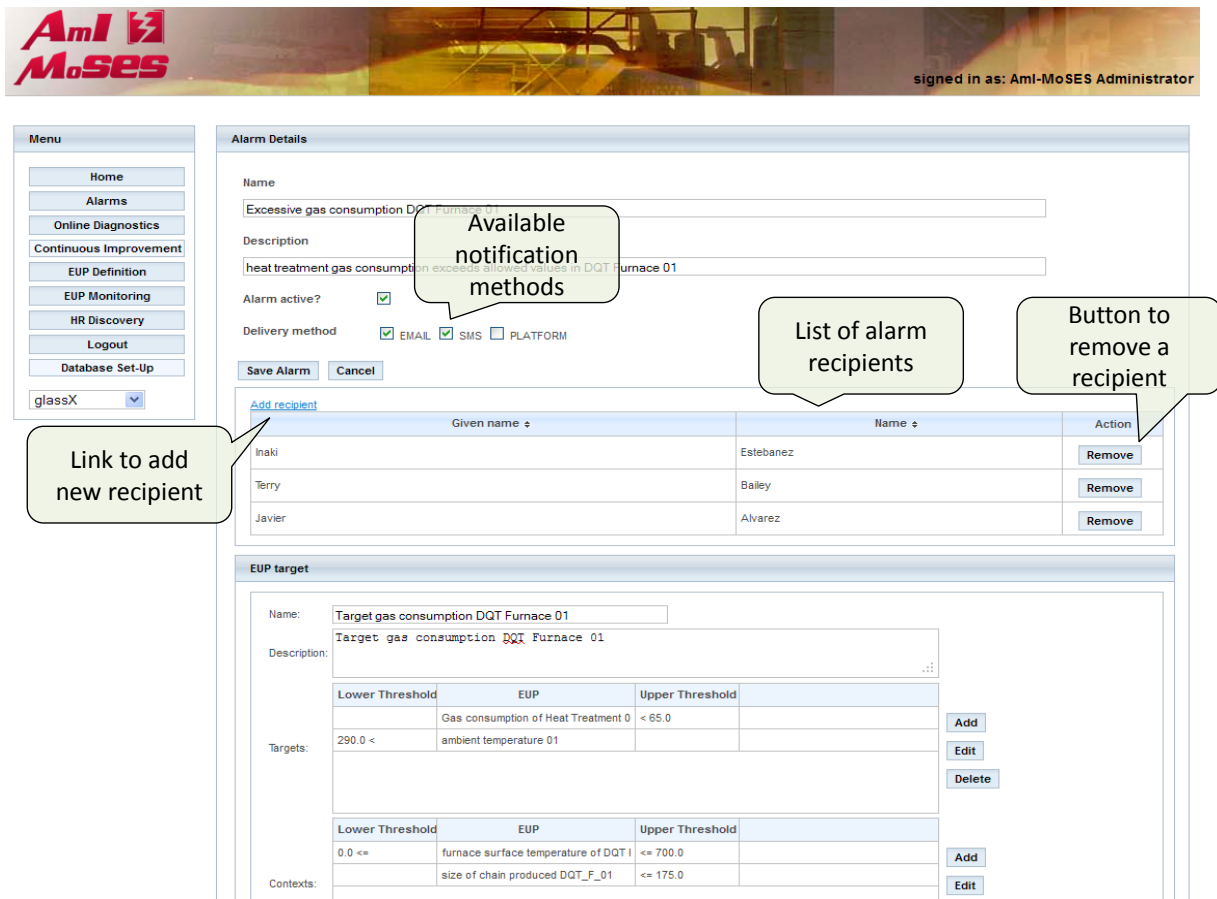 AmI
MoSES
signed in as: AmI-MoSES Administrator
Menu
Home
Alarms
Online Diagnostics
Continuous Improvement
EUP Definition
EUP Monitoring
HR Discovery
Logout
Database Set-Up
glassX
Alarm Details
Name
Excessive gas consumption DQT Furnace 01
Description
heat treatment gas consumption exceeds allowed values in DQT Furnace 01
Alarm active?
Delivery method EMAIL SMS PLATFORM
Save Alarm Cancel
Available
notification
methods
List of alarm
recipients
Button to
remove a
recipient
Link to add
new recipient
Add recipient
Given name Name Action
Inaki Estebanez Remove
Terry Bailey Remove
Javier Alvarez Remove
EUP target
Name: Target gas consumption DQT Furnace 01
Description: Target gas consumption DQT Furnace 01
Targets:
Lower Threshold EUP Upper Threshold
Gas consumption of Heat Treatment 0 < 65.0
290.0 < ambient temperature 01
Add
Edit
Delete
Contexts:
Lower Threshold EUP Upper Threshold
0.0 <= furnace surface temperature of DQT <= 700.0
size of chain produced DQT_F_01 <= 175.0
Add
Edit